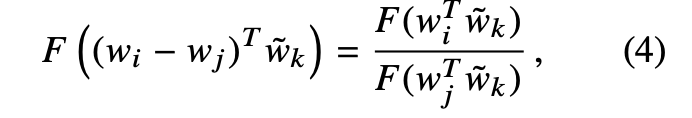 F ((w_i − w_j)^T w̃_k) = F(w_i^T w̃_k) / F(w_j^T w̃_k) , (4)